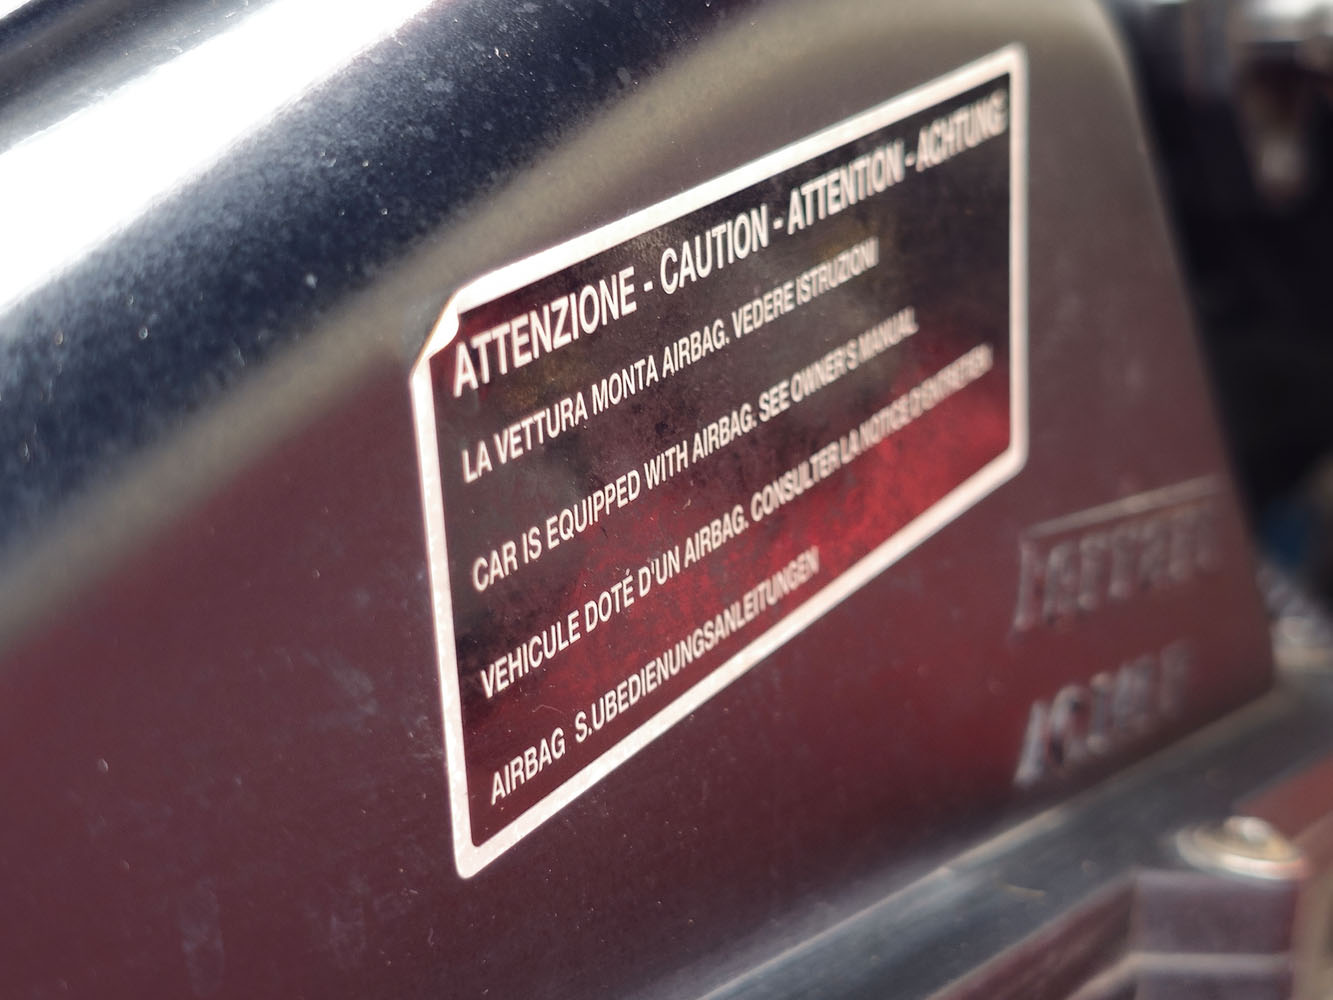 ATTENZIONE - CAUTION - ATTENTION - ACHTUNG:
LA VETTURA MONTA AIRBAG. VEDERE ISTRUZIONI
CAR IS EQUIPPED WITH AIRBAG. SEE OWNER'S MANUAL
VEHICULE DOTÉ D'UN AIRBAG. CONSULTER LA NOTICE D'ENTRETIEN
AIRBAG S.UBEDIENUNGSANLEITUNGEN